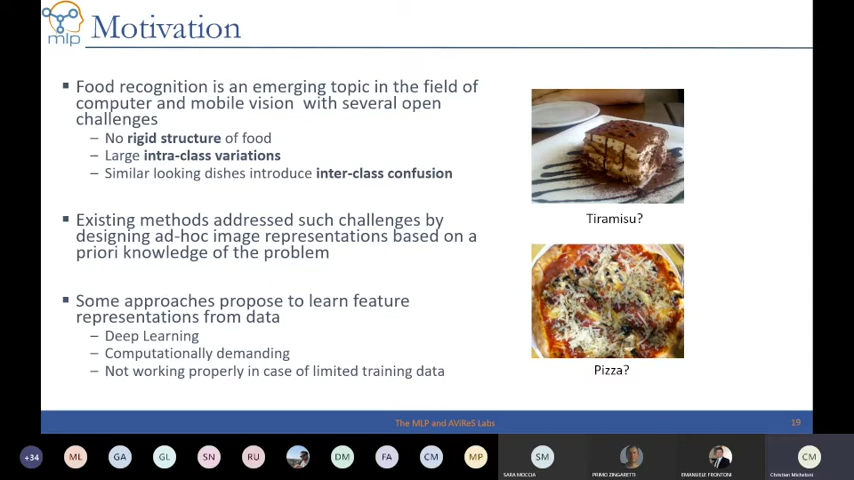 mlp
Motivation
Food recognition is an emerging topic in the field of
computer and mobile vision with several open
challenges
– No rigid structure of food
– Large intra-class variations
– Similar looking dishes introduce inter-class confusion
Existing methods addressed such challenges by
designing ad-hoc image representations based on a
priori knowledge of the problem
Some approaches propose to learn feature
representations from data
– Deep Learning
– Computationally demanding
– Not working properly in case of limited training data
Tiramisu?
Pizza?
The MLP and AViReS Labs
19
+34
ML
GA
GL
SN
RU
DM
FA
CM
MP
SM
CM
SARA MOCCIA
PRIMO ZINGARETTI
EMANUELE FRONTONI
Christian Micheloni